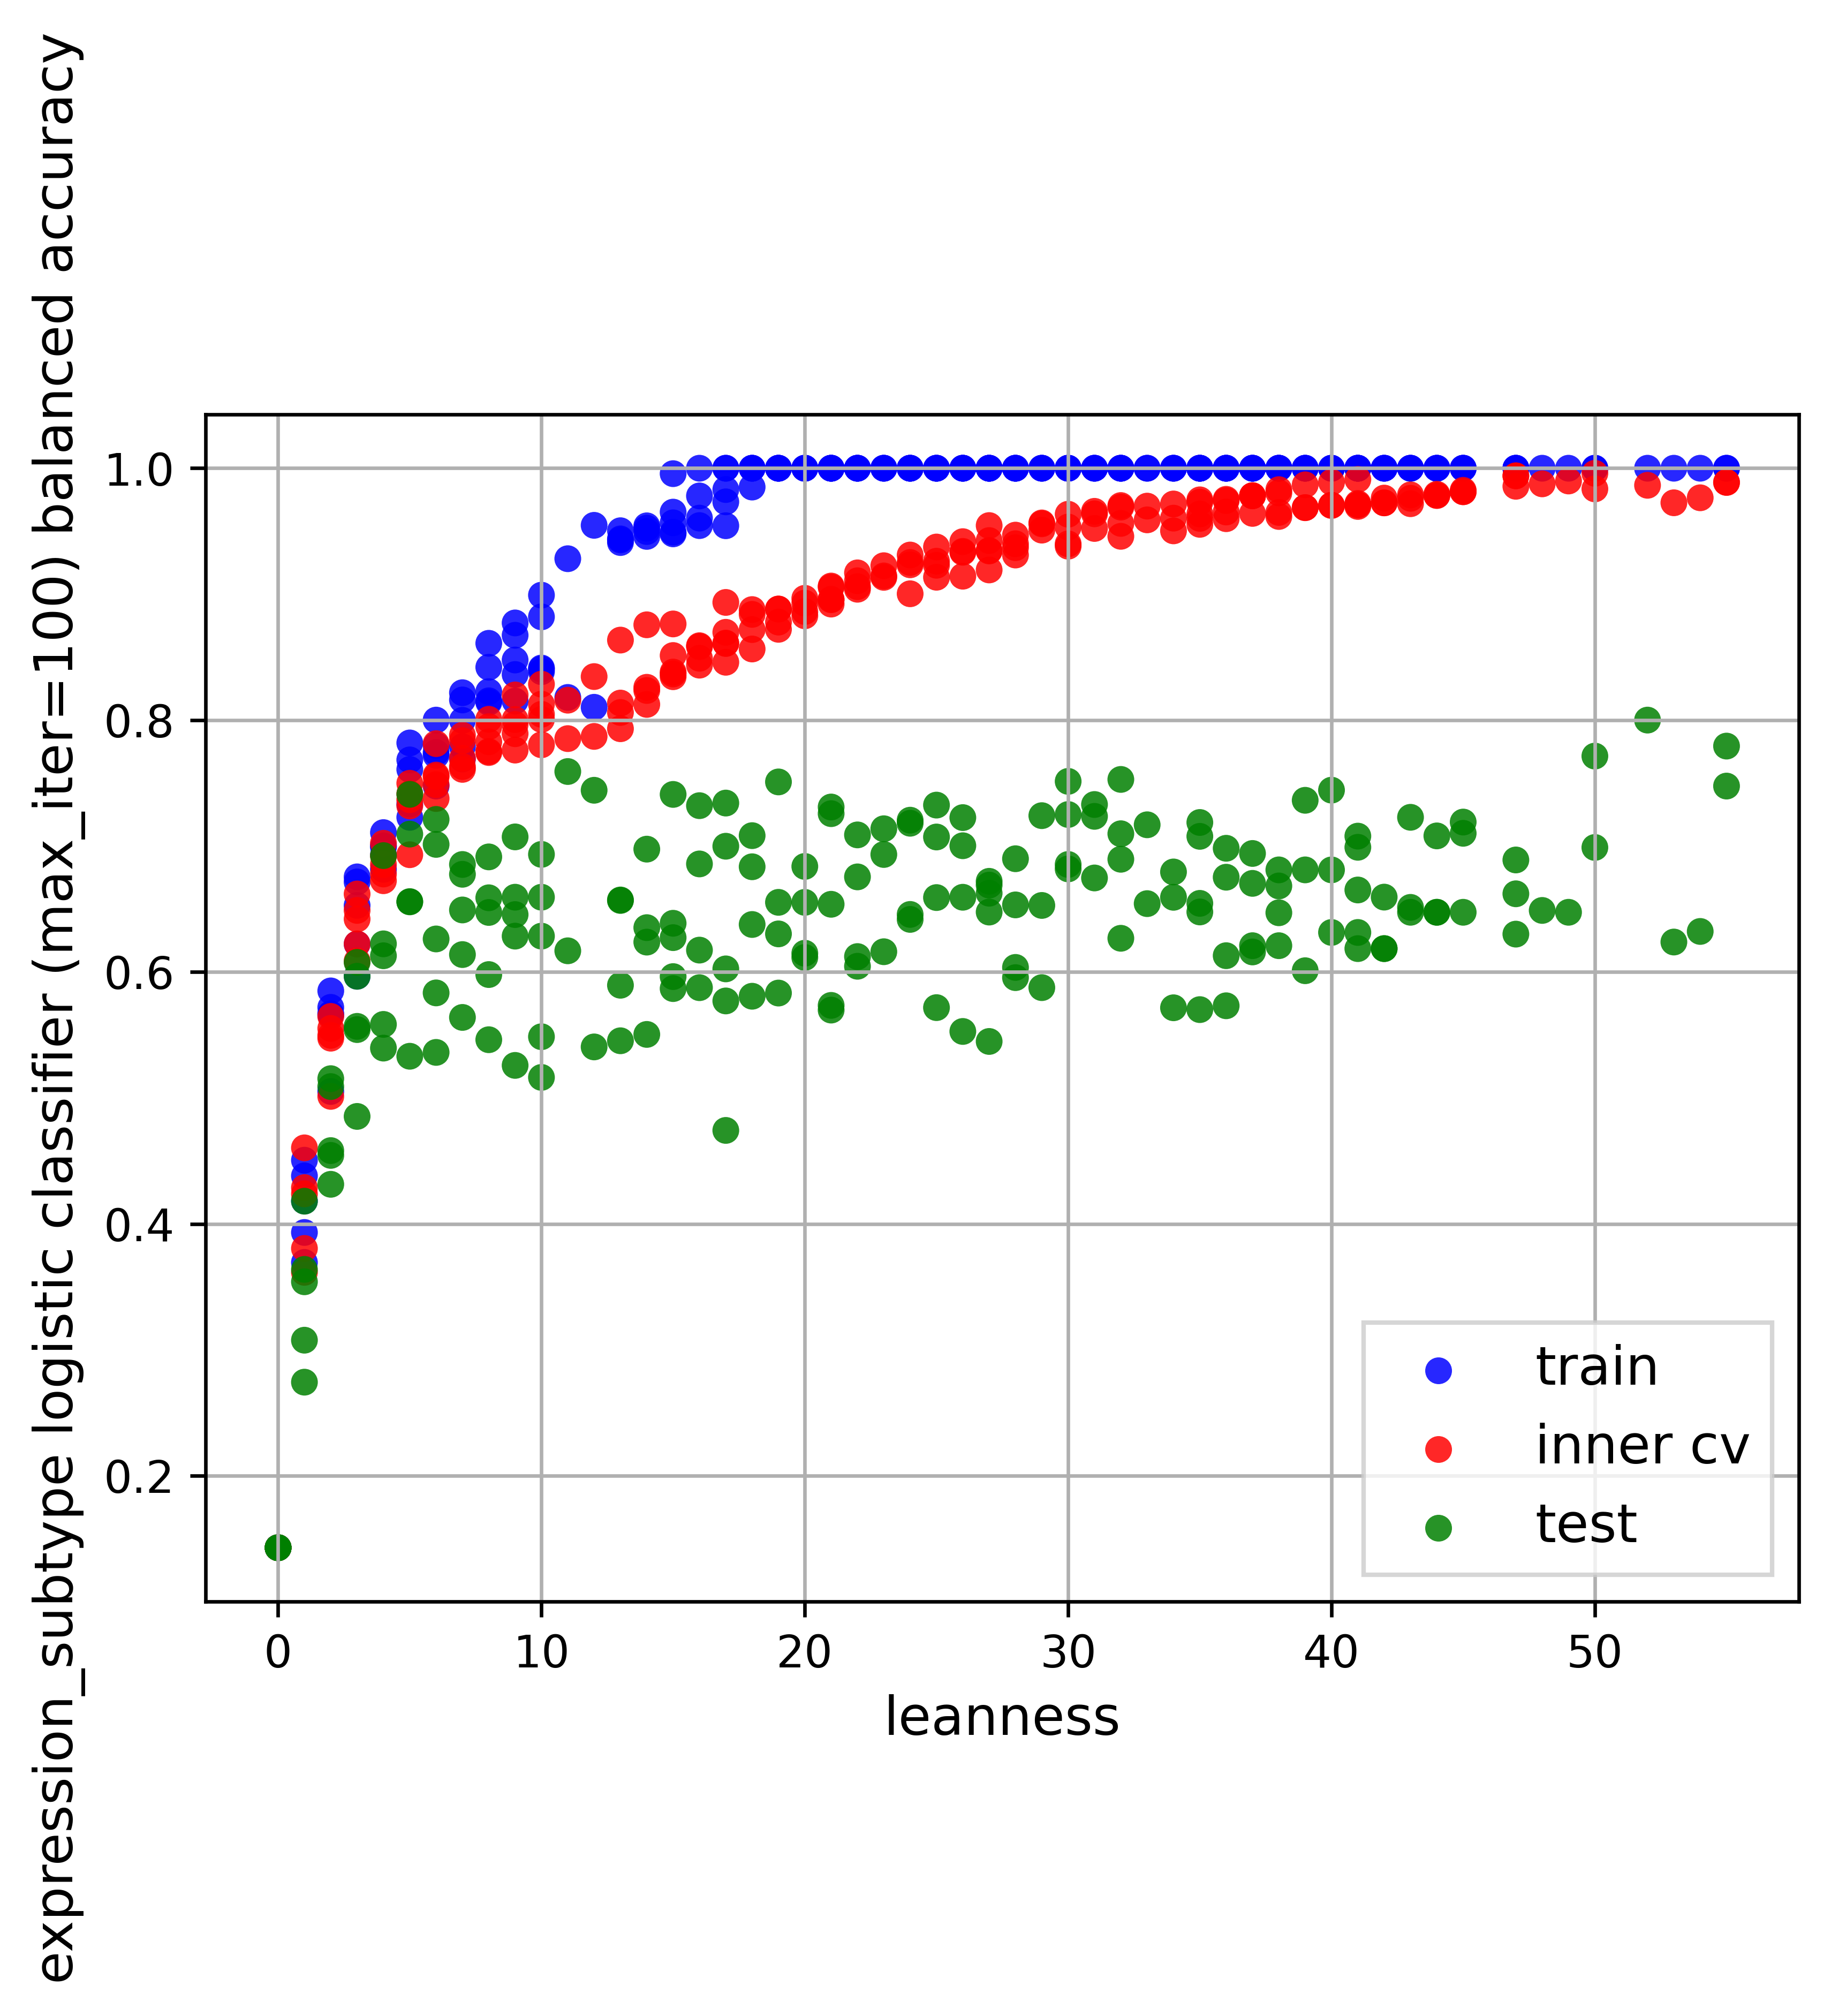 expression_subtype logistic classifier (max_iter=100) balanced accuracy
1.0
0.8
0.6
0.4
0.2
train
inner cv
test
0 10 20 30 40 50
leanness